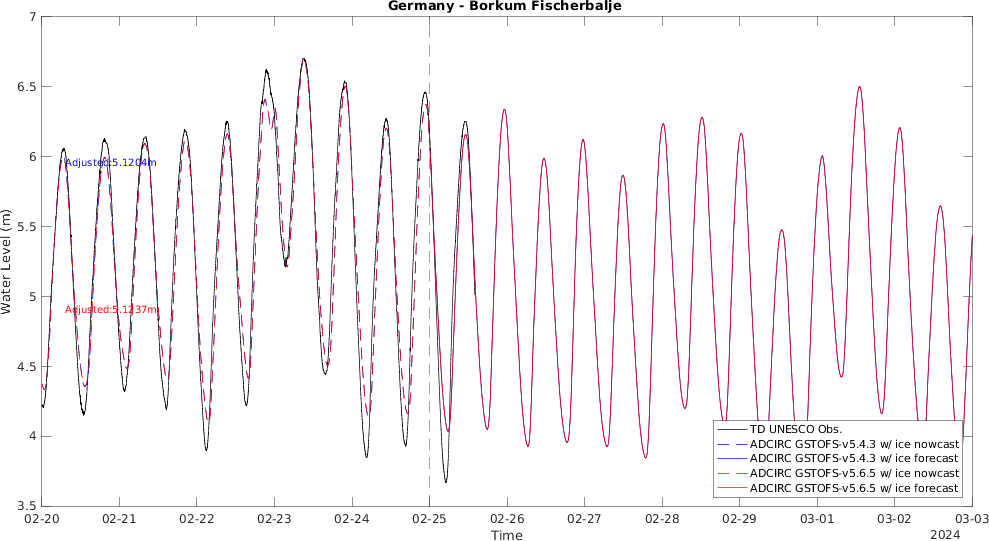 Germany - Borkum Fischerbalje
7
6.5
6
5.5
5
4.5
4
3.5
Water Level (m)
Adjusted:5.1204m
Adjusted:5.1237m
TD UNESCO Obs.
ADCIRC GSTOFS-v5.4.3 w/ ice nowcast
ADCIRC GSTOFS-v5.4.3 w/ ice forecast
ADCIRC GSTOFS-v5.6.5 w/ ice nowcast
ADCIRC GSTOFS-v5.6.5 w/ ice forecast
02-20 02-21 02-22 02-23 02-24 02-25 02-26 02-27 02-28 02-29 03-01 03-02 03-03
Time
2024